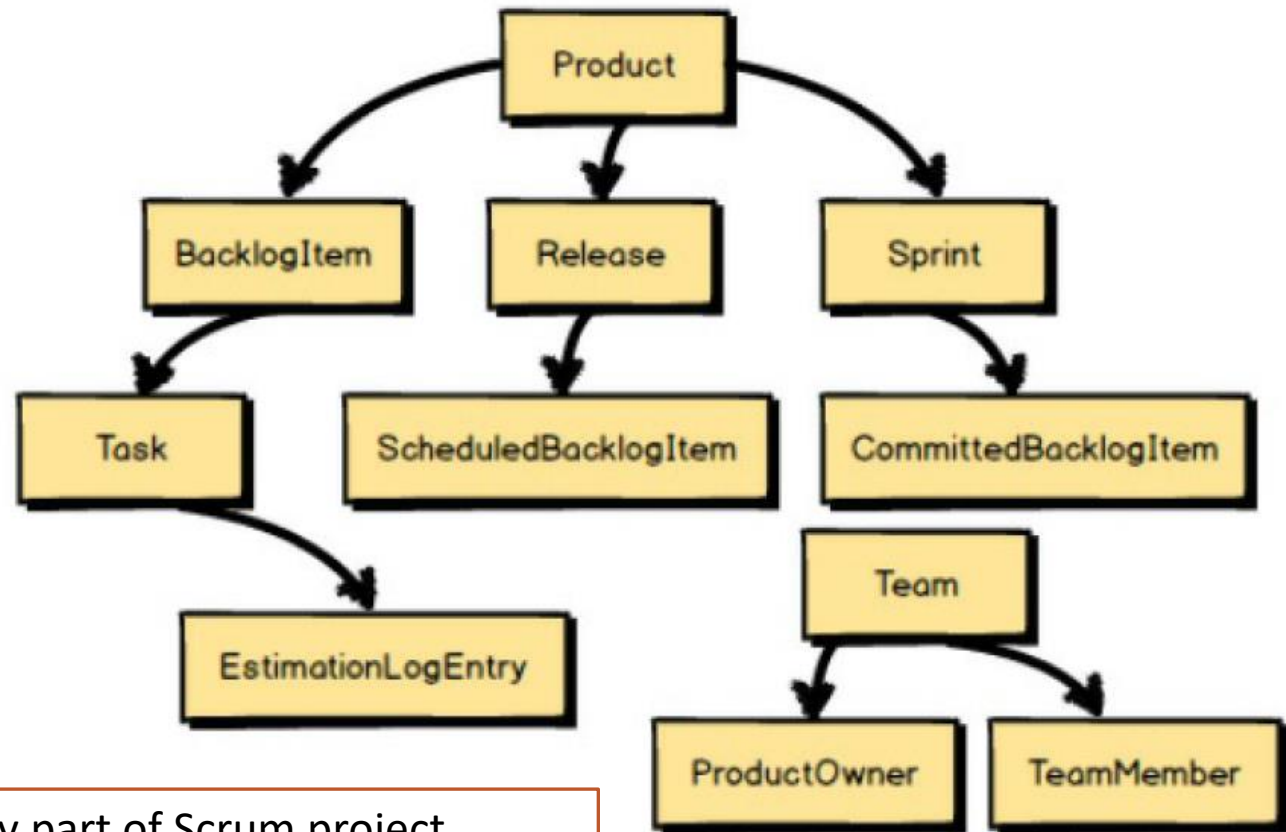 Product
BacklogItem
Release
Sprint
Task
ScheduledBacklogItem
CommittedBacklogItem
Team
EstimationLogEntry
ProductOwner
TeamMember
part of Scrum project